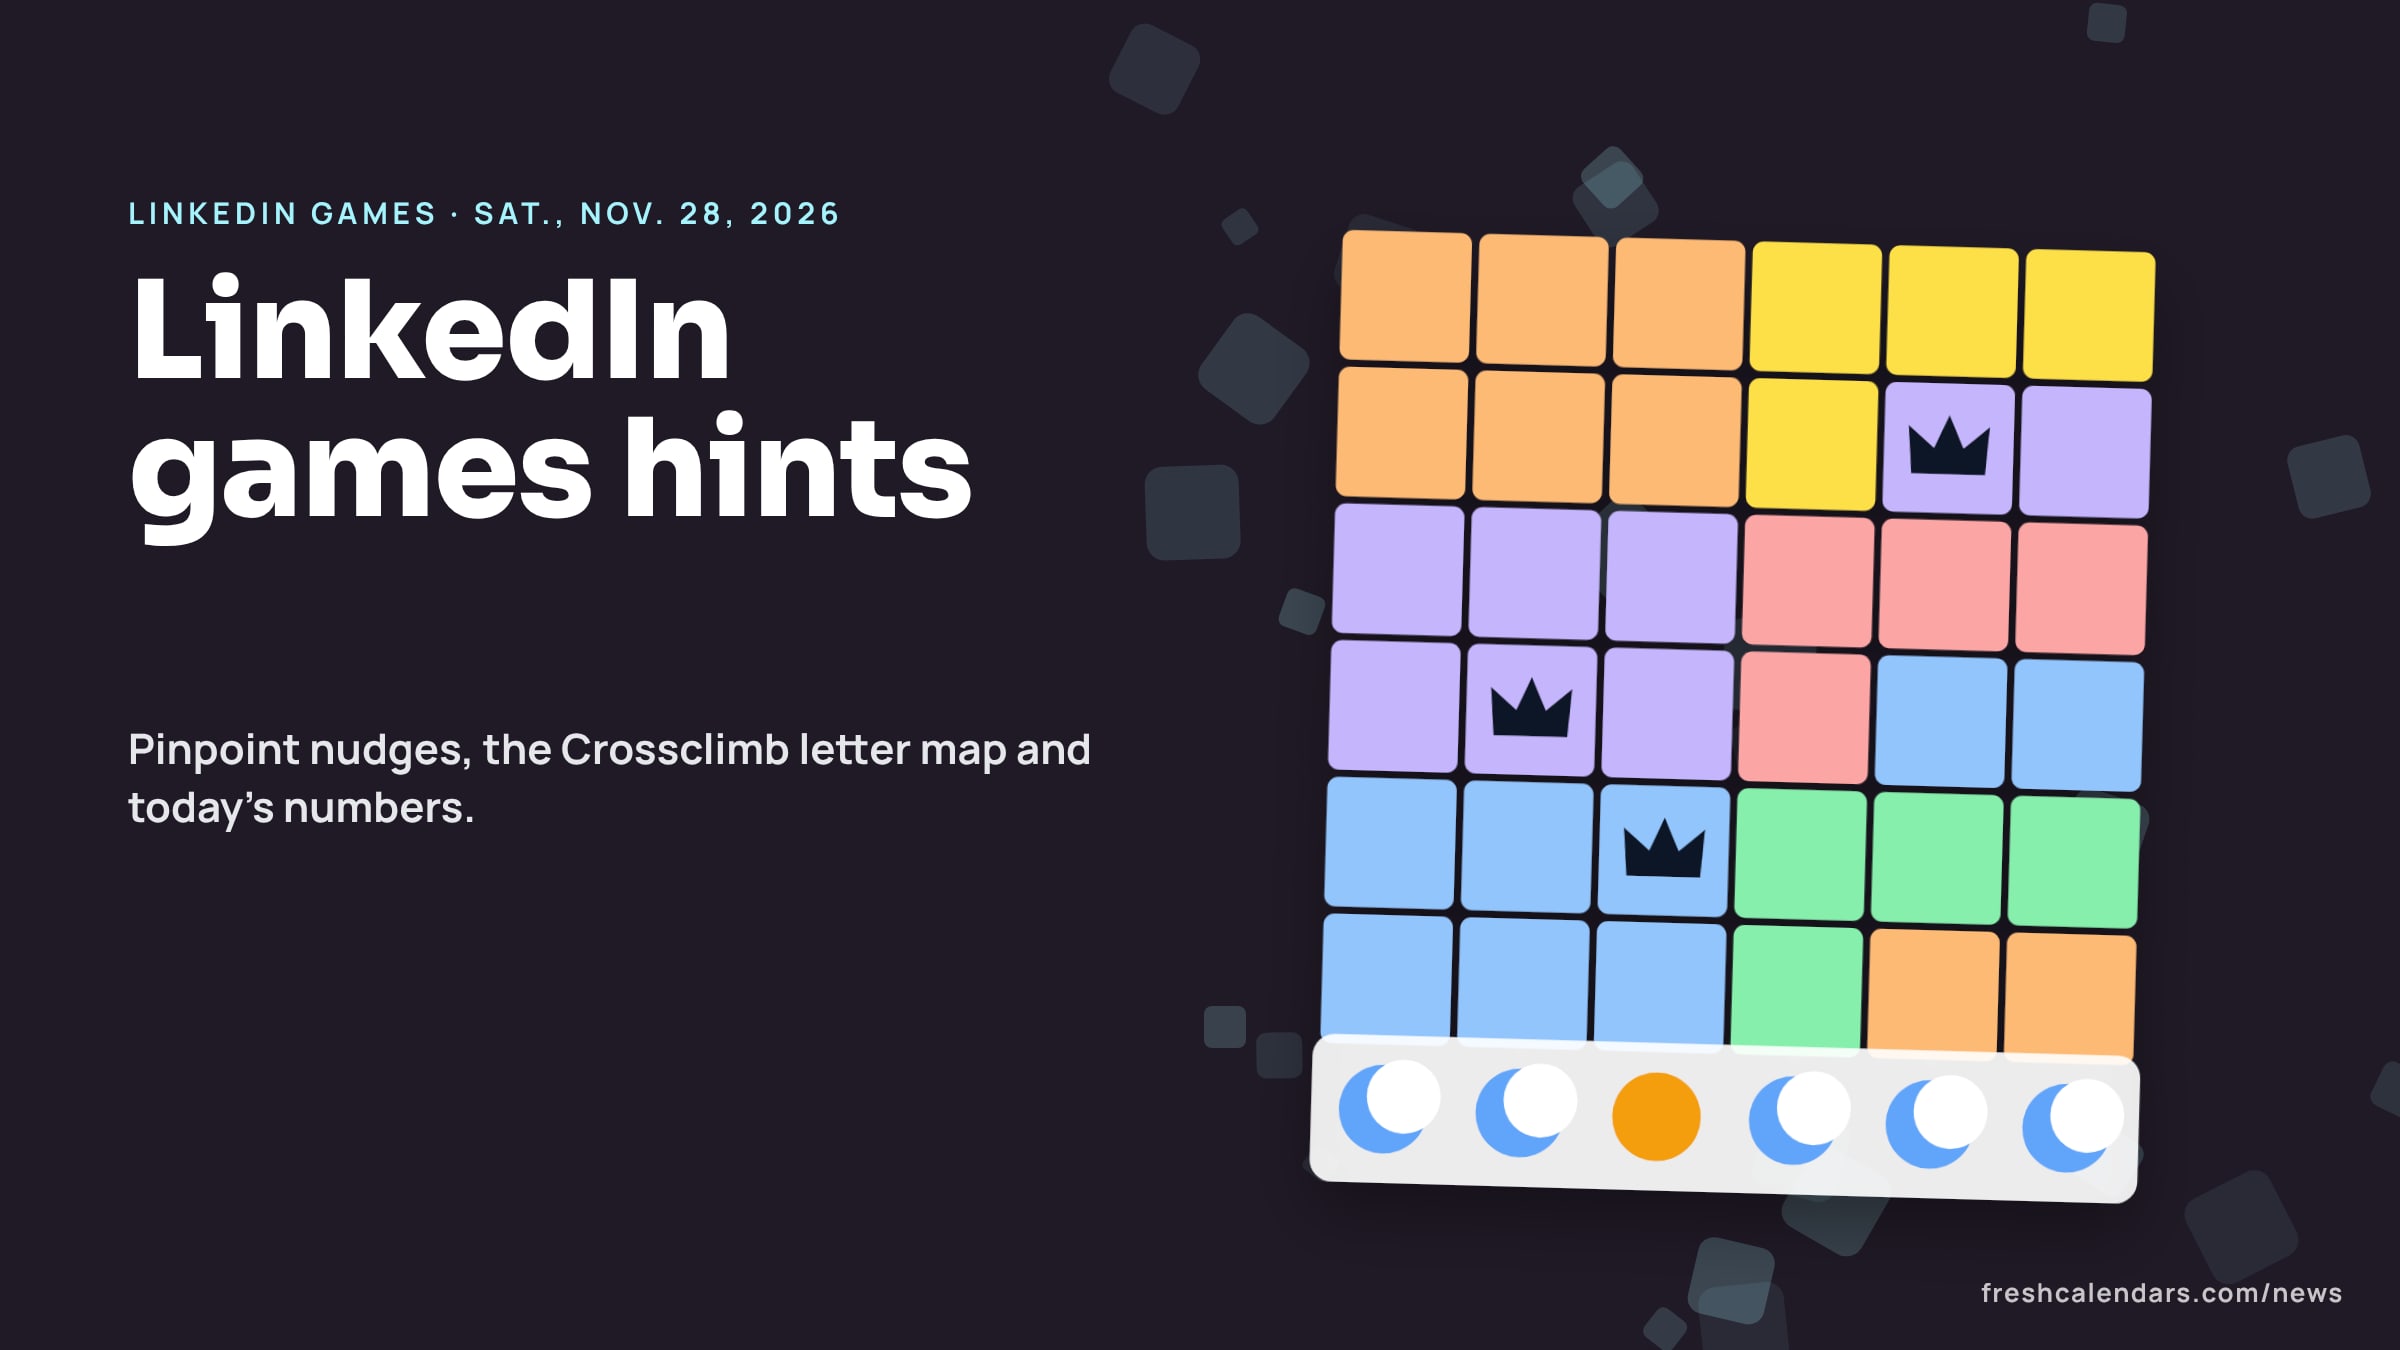 LINKEDIN GAMES · SAT., NOV. 28, 2026
LinkedIn
games hints
Pinpoint nudges, the Crossclimb letter map and
today’s numbers.
freshcalendars.com/news